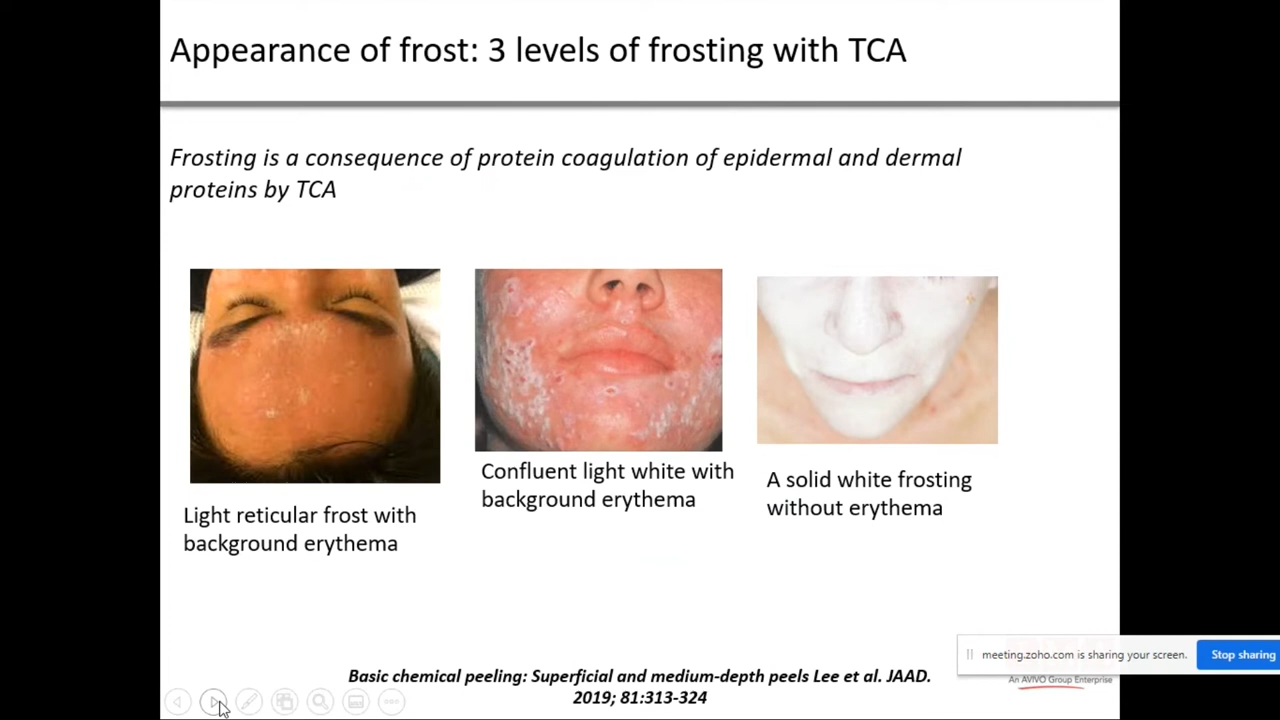 Appearance of frost: 3 levels of frosting with TCA
Frosting is a consequence of protein coagulation of epidermal and dermal
proteins by TCA
Light reticular frost with
background erythema
Confluent light white with
background erythema
A solid white frosting
without erythema
meeting.zoho.com is sharing your screen.
Stop sharing
An AVIVO Group Enterprise
Basic chemical peeling: Superficial and medium-depth peels Lee et al. JAAD.
2019; 81:313-324